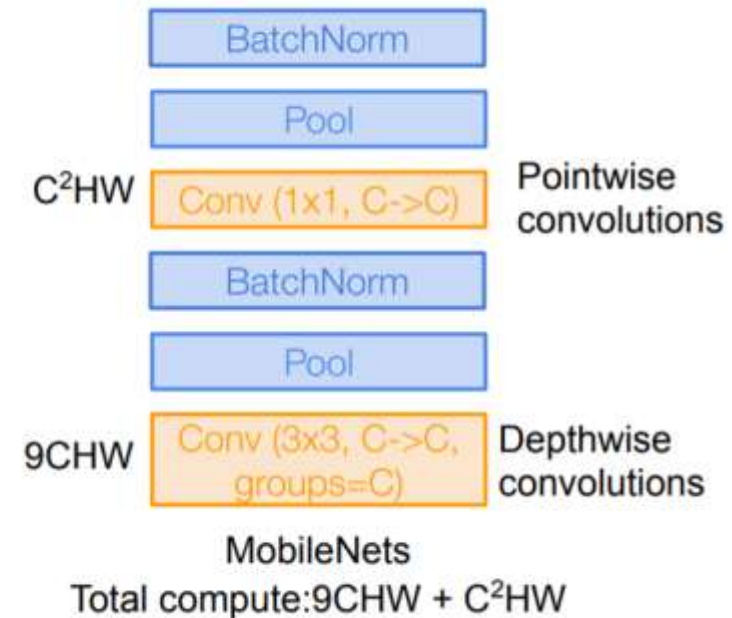 BatchNorm
Pool
C²HW
Conv (1x1, C->C)
Pointwise
convolutions
BatchNorm
Pool
9CHW
Conv (3x3, C->C,
groups=C)
Depthwise
convolutions
MobileNets
Total compute:9CHW + C²HW